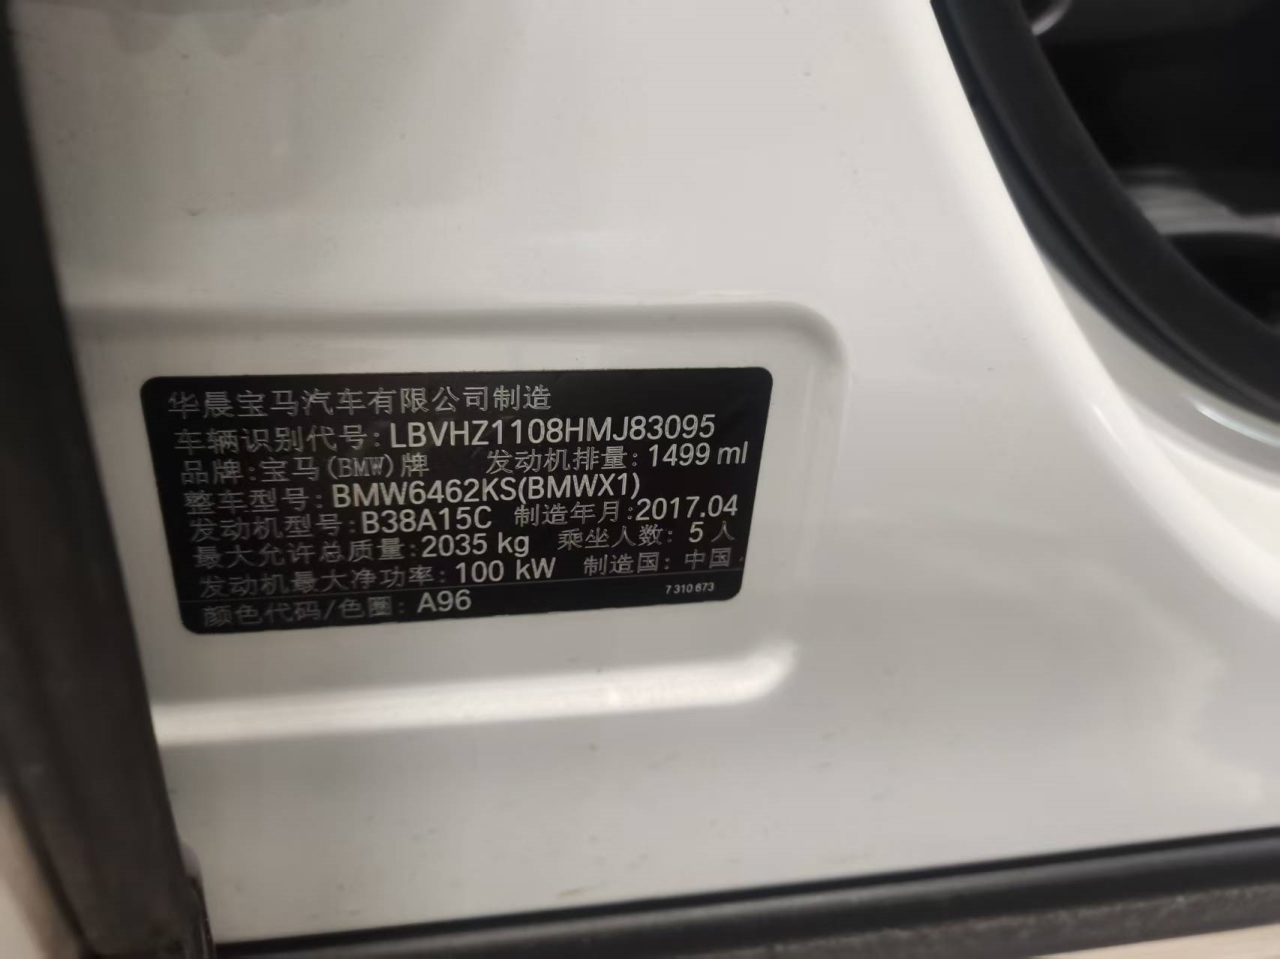 华晨宝马汽车有限公司制造
车辆识别代号: LBVHZ1108HMJ83095
品牌: 宝马(BMW)牌 发动机排量: 1499 ml
整车型号: BMW6462KS(BMWX1)
发动机型号: B38A15C 制造年月: 2017.04
最大允许总质量: 2035 kg 乘坐人数: 5 人
发动机最大净功率: 100 kW 制造国: 中国
颜色代码/色圈: A96 7 310 673